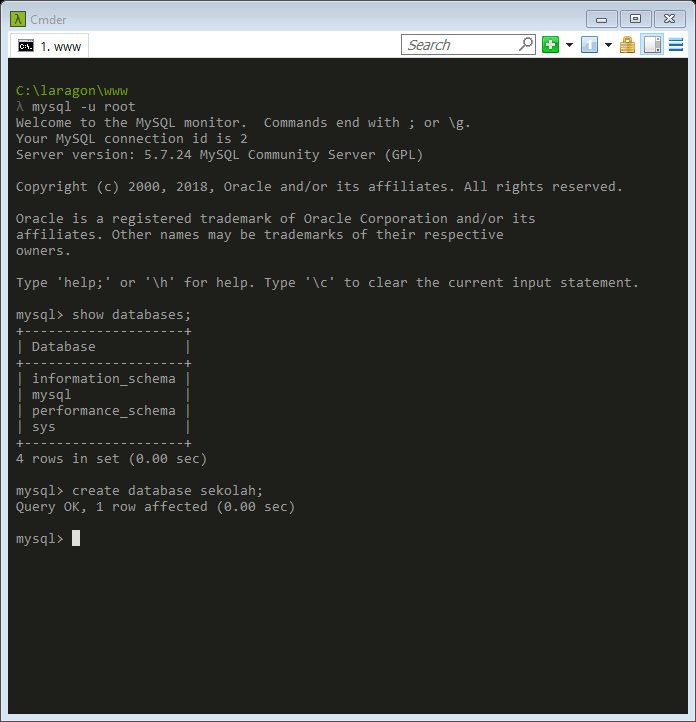 Cmder
1. www
Search
C:\laragon\www
λ mysql -u root
Welcome to the MySQL monitor.  Commands end with ; or \g.
Your MySQL connection id is 2
Server version: 5.7.24 MySQL Community Server (GPL)
Copyright (c) 2000, 2018, Oracle and/or its affiliates. All rights reserved.
Oracle is a registered trademark of Oracle Corporation and/or its
affiliates. Other names may be trademarks of their respective
owners.
Type 'help;' or '\h' for help. Type '\c' to clear the current input statement.
mysql> show databases;
+--------------------+
| Database           |
+--------------------+
| information_schema |
| mysql              |
| performance_schema |
| sys                |
+--------------------+
4 rows in set (0.00 sec)
mysql> create database sekolah;
Query OK, 1 row affected (0.00 sec)
mysql>